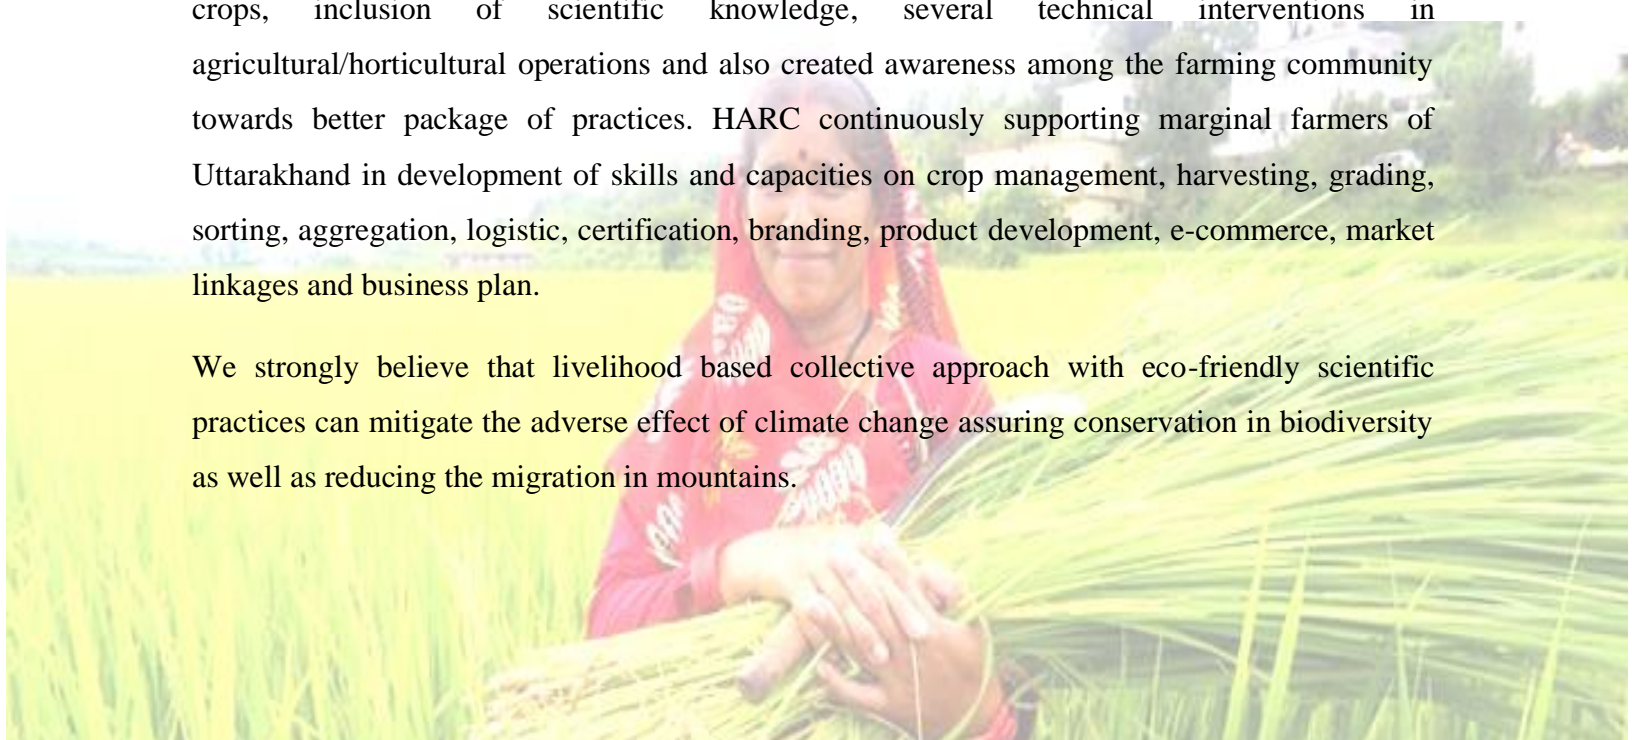 crops, inclusion of scientific knowledge, several technical interventions in
agricultural/horticultural operations and also created awareness among the farming community
towards better package of practices. HARC continuously supporting marginal farmers of
Uttarakhand in development of skills and capacities on crop management, harvesting, grading,
sorting, aggregation, logistic, certification, branding, product development, e-commerce, market
linkages and business plan.
We strongly believe that livelihood based collective approach with eco-friendly scientific
practices can mitigate the adverse effect of climate change assuring conservation in biodiversity
as well as reducing the migration in mountains.